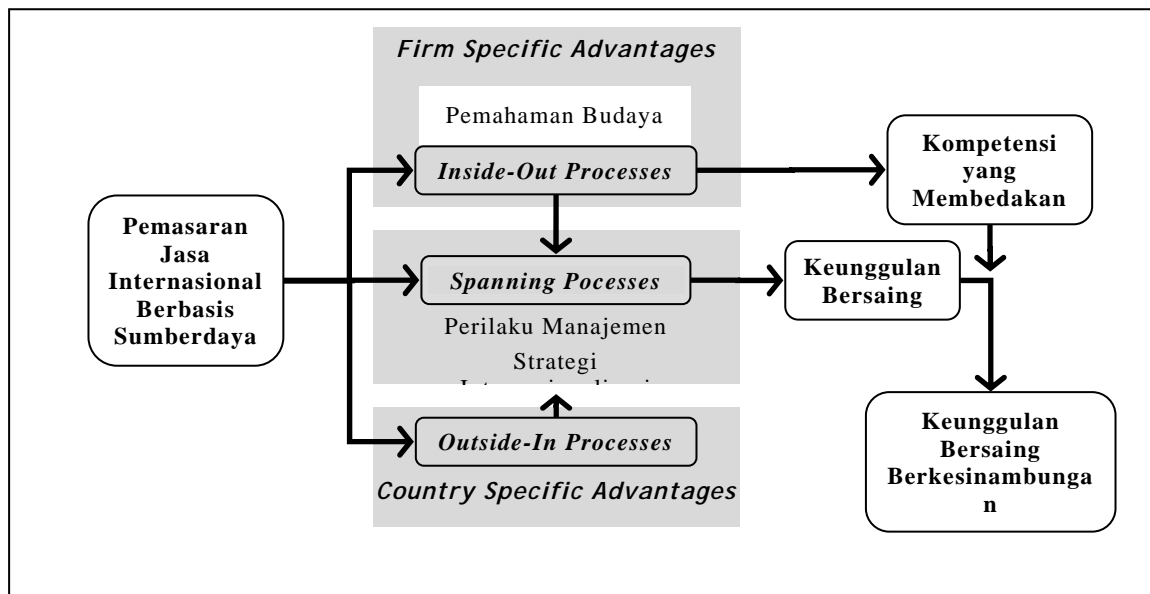 Firm Specific Advantages
Pemahaman Budaya
Inside-Out Processes
Kompetensi
yang
Membedakan
Pemasaran
Jasa
Internasional
Berbasis
Sumberdaya
Spanning Pocesses
Perilaku Manajemen
Strategi
Keunggulan
Bersaing
Outside-In Processes
Country Specific Advantages
Keunggulan
Bersaing
Berkesinambunga
n